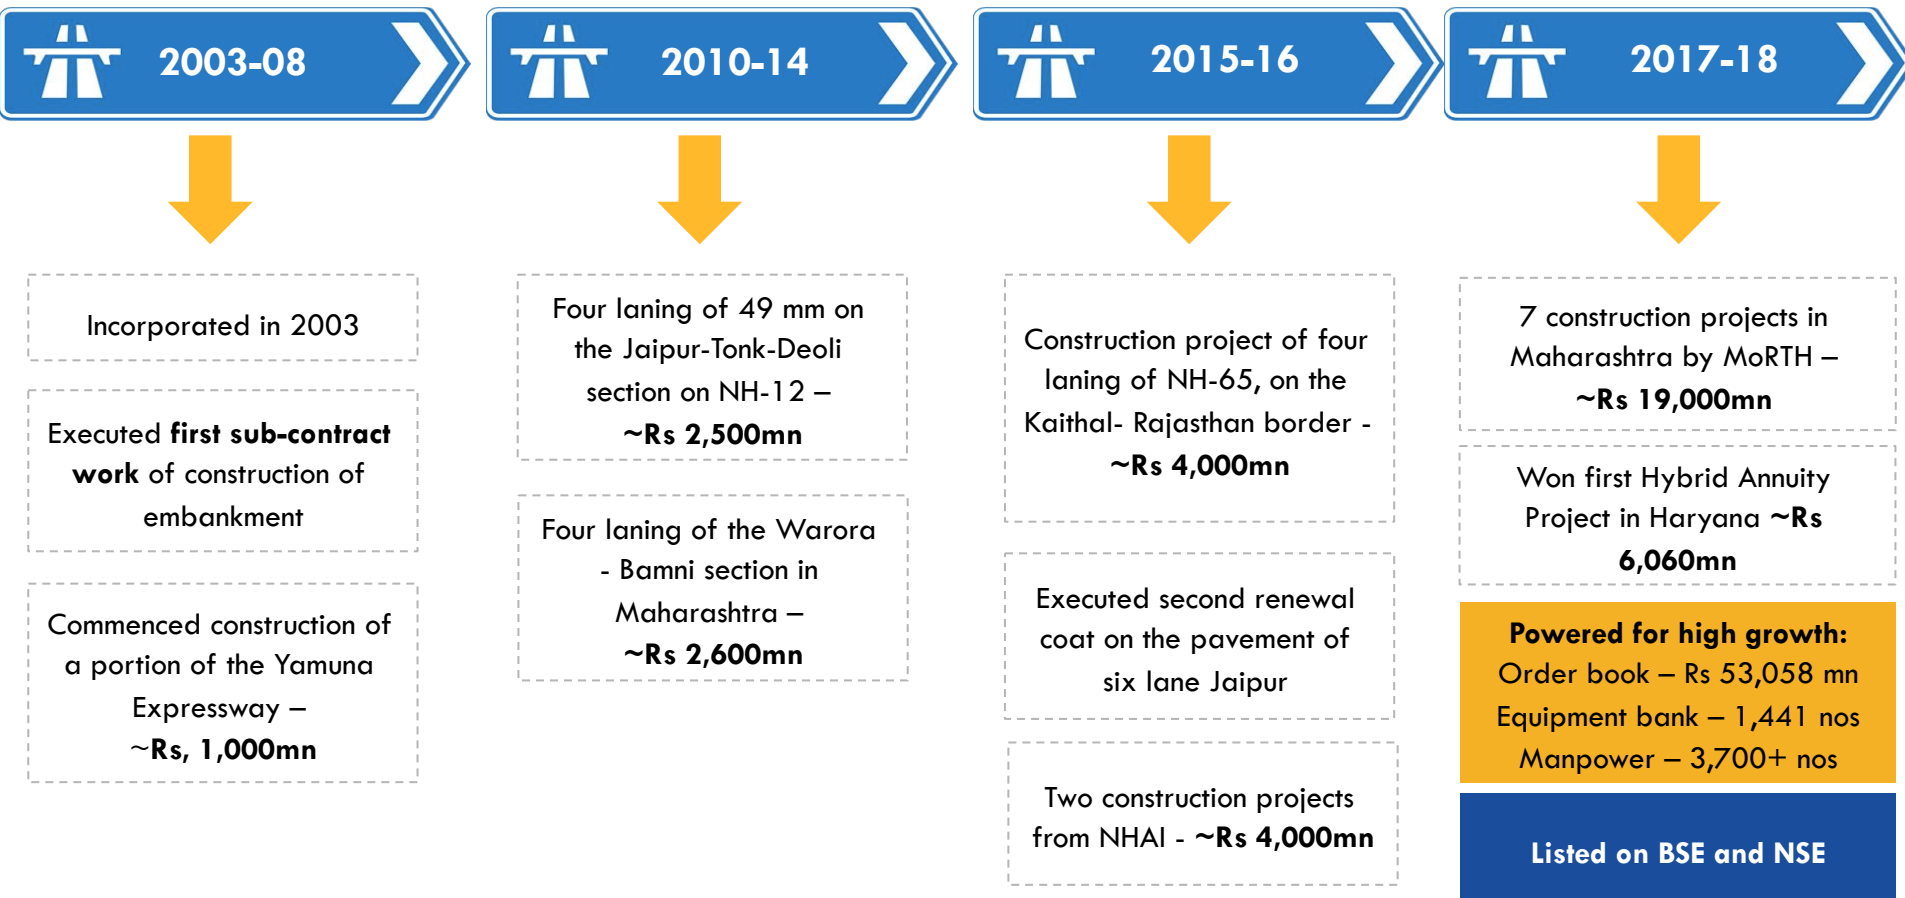 2003-08
Incorporated in 2003
Executed first sub-contract
work of construction of
embankment
Commenced construction of
a portion of the Yamuna
Expressway –
~Rs, 1,000mn
2010-14
Four laning of 49 mm on
the Jaipur-Tonk-Deoli
section on NH-12 –
~Rs 2,500mn
Four laning of the Warora
- Bamni section in
Maharashtra –
~Rs 2,600mn
2015-16
Construction project of four
laning of NH-65, on the
Kaithal- Rajasthan border -
~Rs 4,000mn
Executed second renewal
coat on the pavement of
six lane Jaipur
Two construction projects
from NHAI - ~Rs 4,000mn
2017-18
7 construction projects in
Maharashtra by MoRTH –
~Rs 19,000mn
Won first Hybrid Annuity
Project in Haryana ~Rs
6,060mn
Powered for high growth:
Order book – Rs 53,058 mn
Equipment bank – 1,441 nos
Manpower – 3,700+ nos
Listed on BSE and NSE